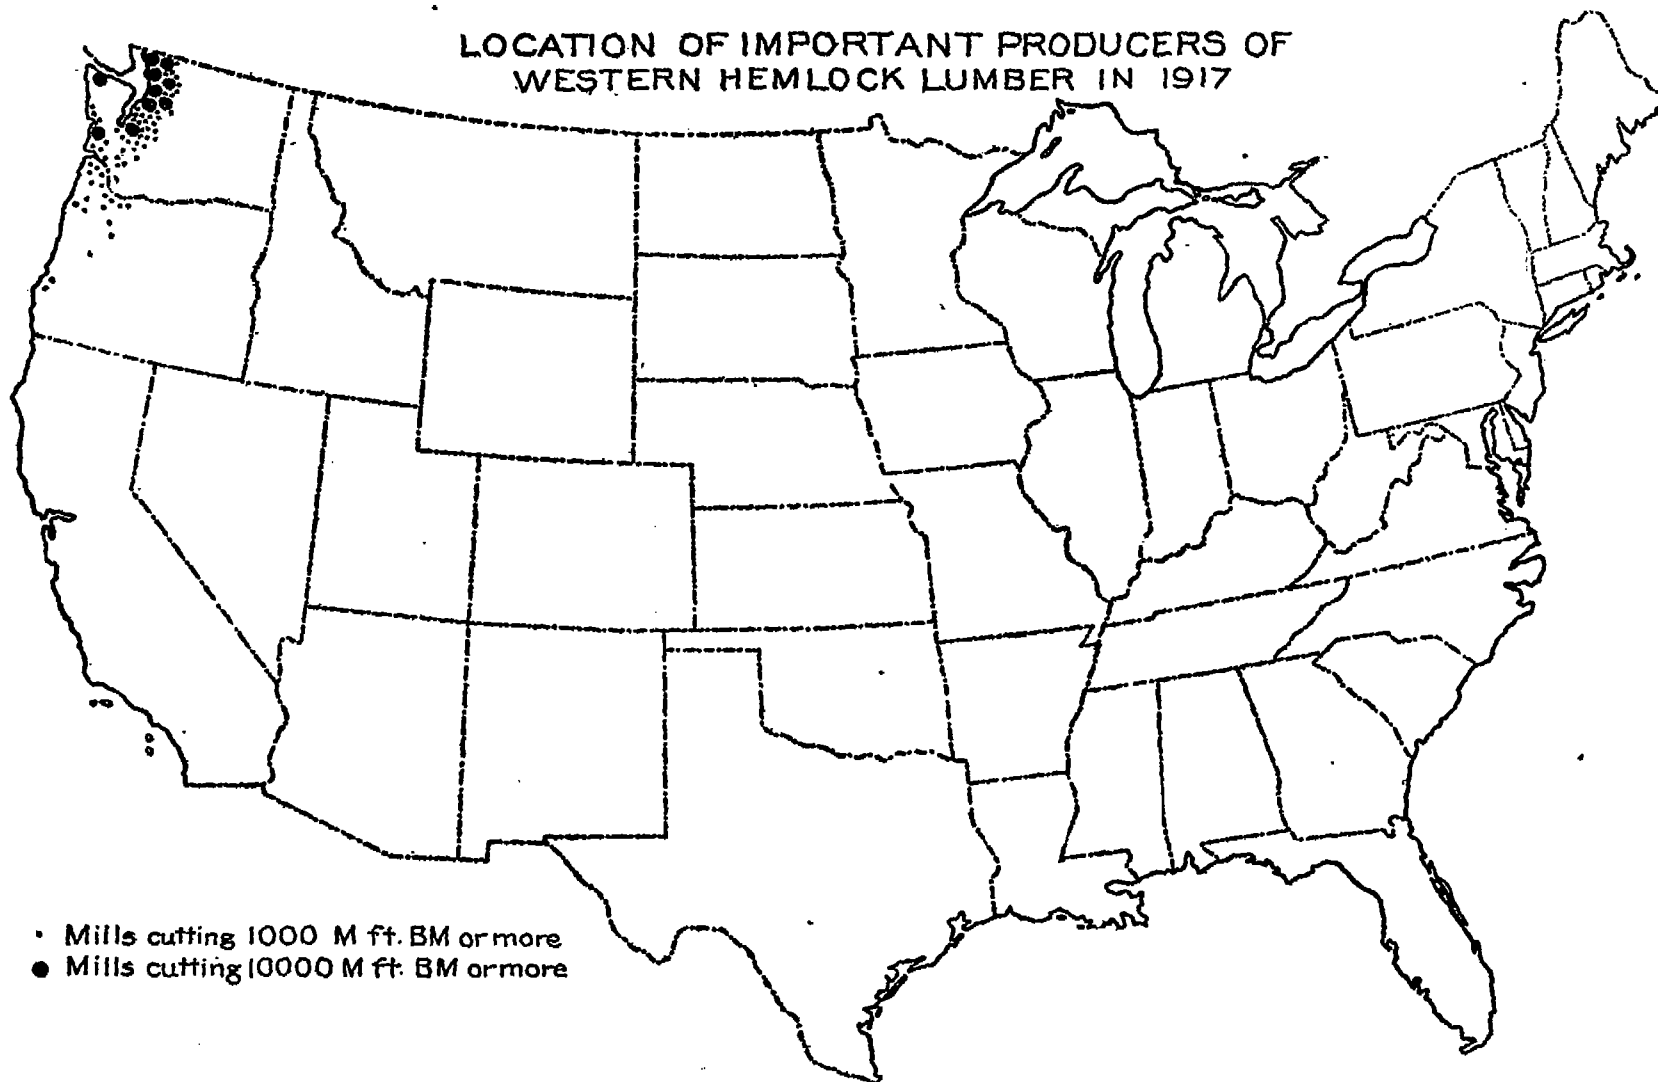 LOCATION OF IMPORTANT PRODUCERS OF
WESTERN HEMLOCK LUMBER IN 1917
Mills cutting 1000 M ft. BM or more
Mills cutting 10000 M ft. BM or more